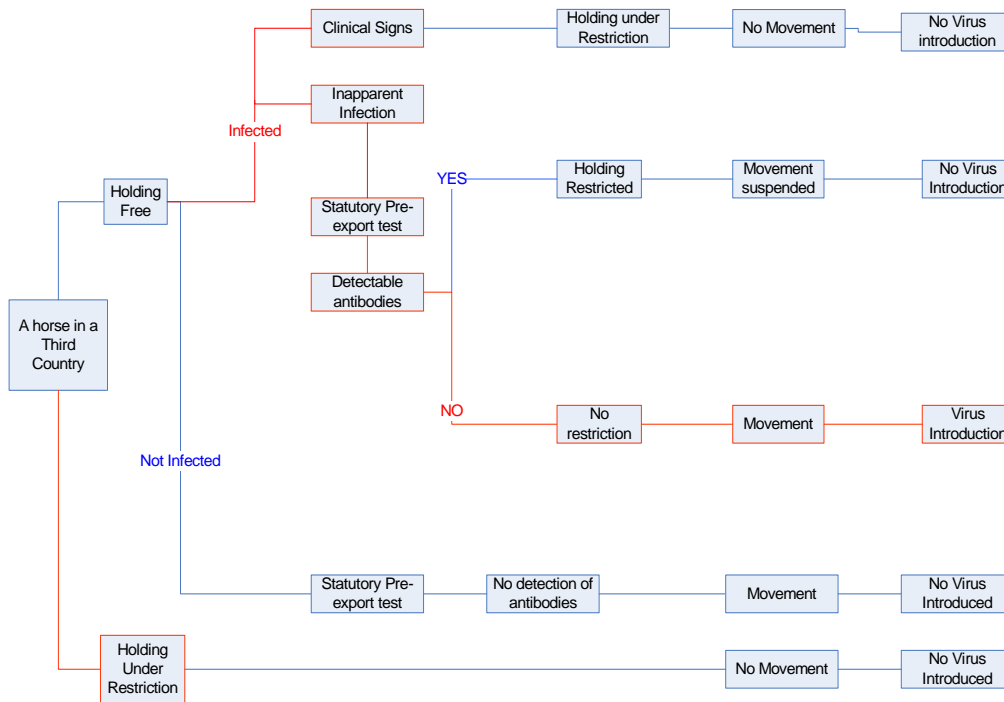 Clinical Signs
Holding under
Restriction
No Movement
No Virus
introduction
Inapparent
Infection
Infected
YES
Holding
Restricted
Movement
suspended
No Virus
Introduction
Holding
Free
Statutory Pre-
export test
Detectable
antibodies
A horse in a
Third
Country
NO
No
restriction
Movement
Virus
Introduction
Not Infected
Statutory Pre-
export test
No detection of
antibodies
Movement
No Virus
Introduced
Holding
Under
Restriction
No Movement
No Virus
Introduced